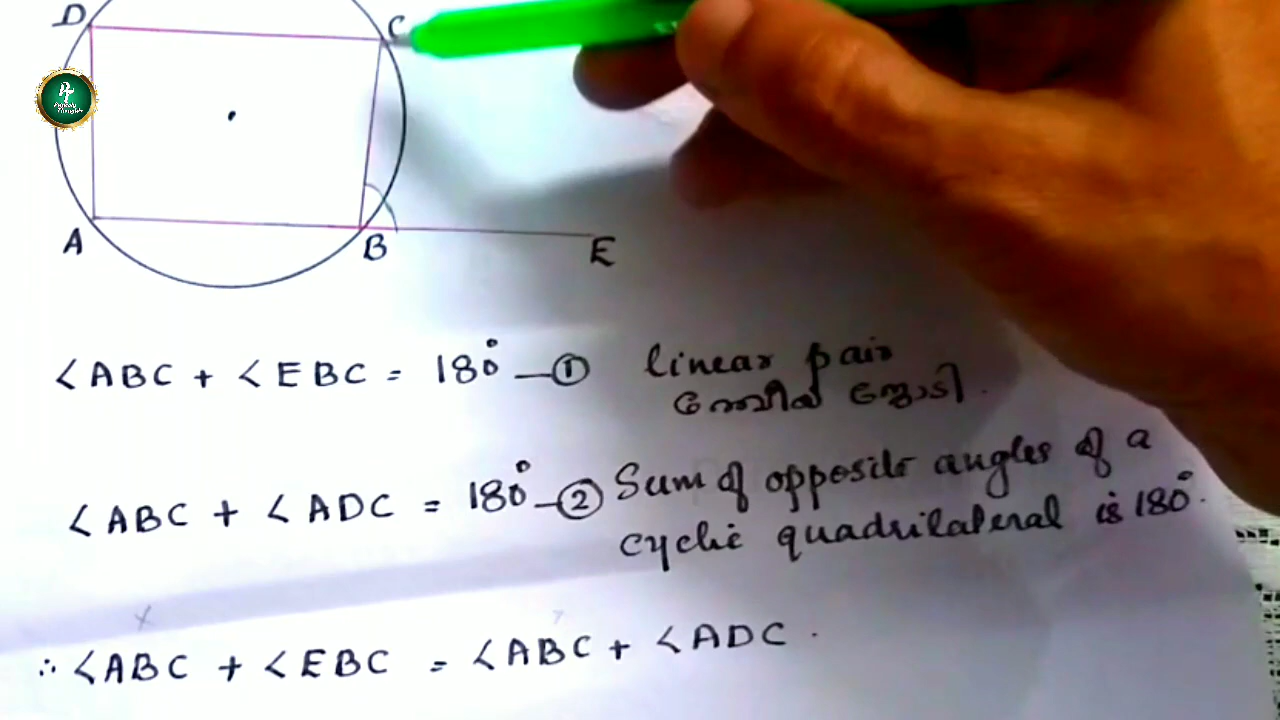 D
C
A
B
E
∠ABC + ∠EBC = 180° —① linear pair
രേഖീയ ജോടി.
∠ABC + ∠ADC = 180° —② Sum of opposite angles of a
cyclic quadrilateral is 180°.
∴ ∠ABC + ∠EBC = ∠ABC + ∠ADC.